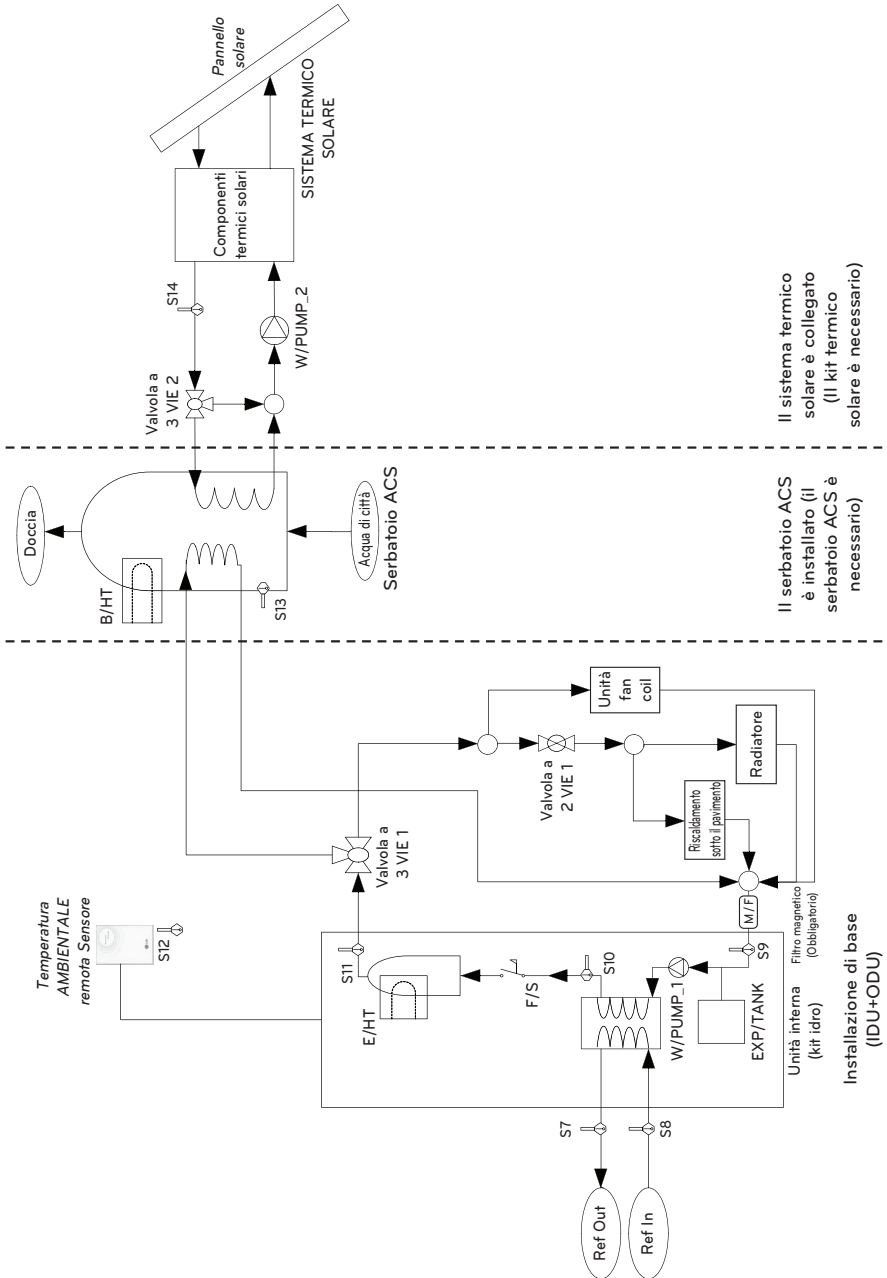 Pannello
solare
SISTEMA TERMICO
SOLARE
Componenti
termici solari
S14
W/PUMP_2
Valvola a
3 VIE 2
Il sistema termico
solare è collegato
(Il kit termico
solare è necessario)
Doccia
B/HT
S13
Acqua di città
Serbatoio ACS
Il serbatoio ACS
è installato (il
serbatoio ACS è
necessario)
Temperatura
AMBIENTALE
remota Sensore
S12
Valvola a
3 VIE 1
Valvola a
2 VIE 1
Unità
fan
coil
Radiatore
Riscaldamento
sotto il pavimento
M / F
Filtro magnetico
(Obbligatorio)
S11
E/HT
F/S
S10
W/PUMP_1
S9
EXP/TANK
Unità interna
(kit idro)
S7
S8
Ref Out
Ref In
Installazione di base
(IDU+ODU)